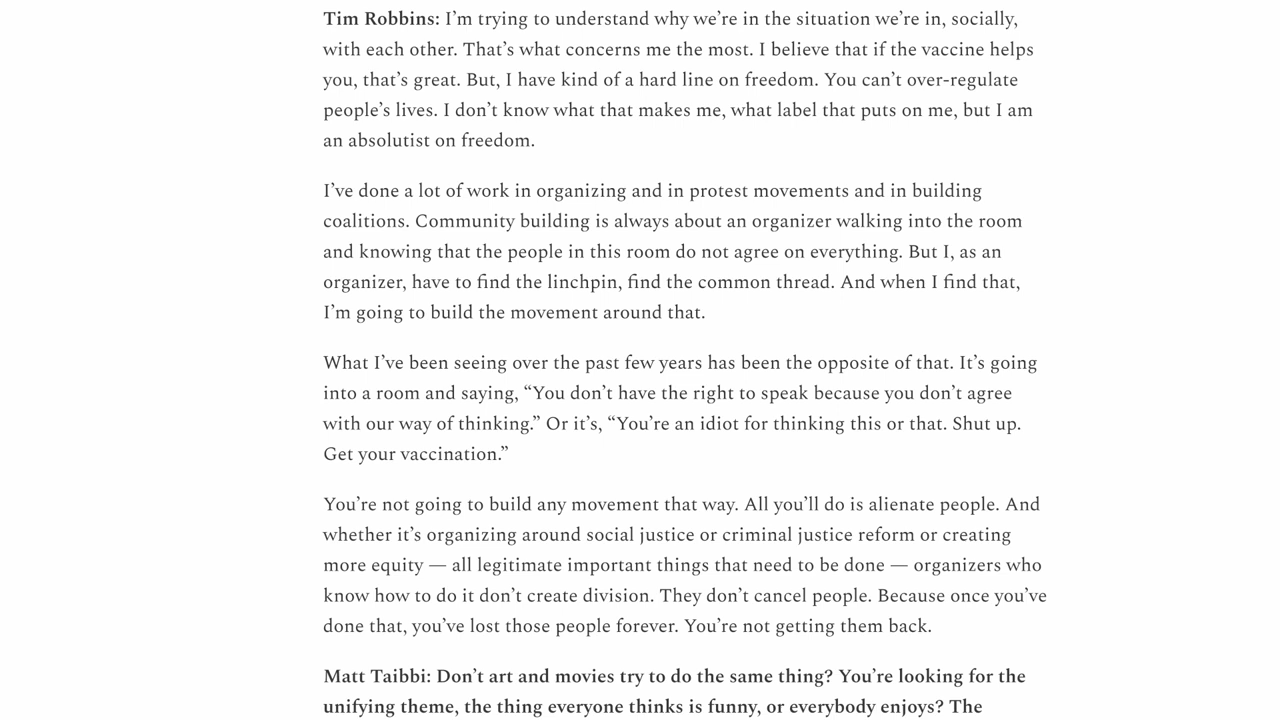 Tim Robbins: I’m trying to understand why we’re in the situation we’re in, socially,
with each other. That’s what concerns me the most. I believe that if the vaccine helps
you, that’s great. But, I have kind of a hard line on freedom. You can’t over-regulate
people’s lives. I don’t know what that makes me, what label that puts on me, but I am
an absolutist on freedom.
I’ve done a lot of work in organizing and in protest movements and in building
coalitions. Community building is always about an organizer walking into the room
and knowing that the people in this room do not agree on everything. But I, as an
organizer, have to find the linchpin, find the common thread. And when I find that,
I’m going to build the movement around that.
What I’ve been seeing over the past few years has been the opposite of that. It’s going
into a room and saying, “You don’t have the right to speak because you don’t agree
with our way of thinking.” Or it’s, “You’re an idiot for thinking this or that. Shut up.
Get your vaccination.”
You’re not going to build any movement that way. All you’ll do is alienate people. And
whether it’s organizing around social justice or criminal justice reform or creating
more equity — all legitimate important things that need to be done — organizers who
know how to do it don’t create division. They don’t cancel people. Because once you’ve
done that, you’ve lost those people forever. You’re not getting them back.
Matt Taibbi: Don’t art and movies try to do the same thing? You’re looking for the
unifying theme, the thing everyone thinks is funny, or everybody enjoys? The